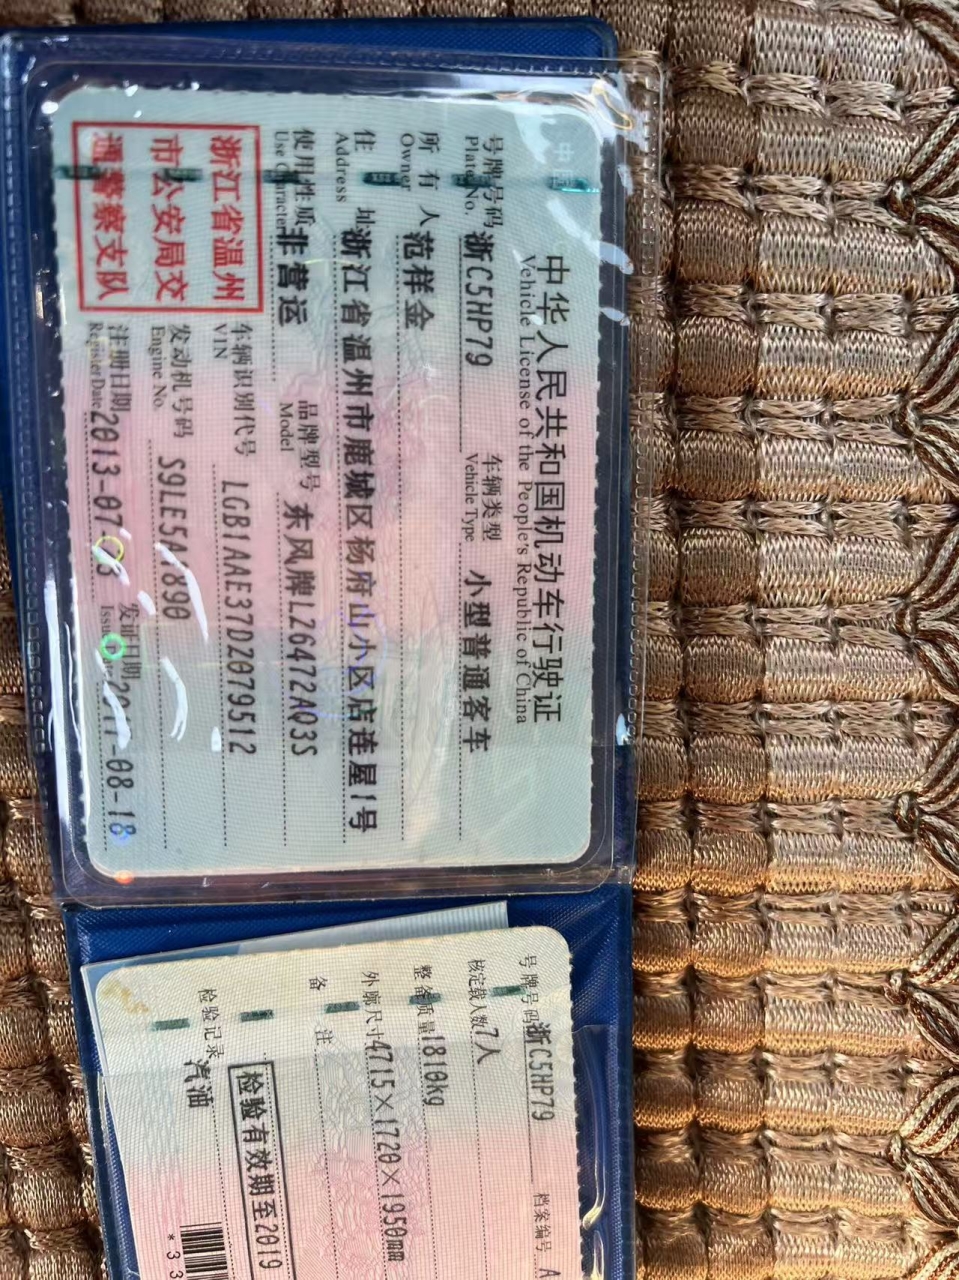 中华人民共和国机动车行驶证
Vehicle License of the People's Republic of China
号牌号码 浙C5HP79 车辆类型 小型普通客车
Plate No. Vehicle Type
所有人 范样金
Owner
住址 浙江省温州市鹿城区杨府山小区店连屋1号
Address
使用性质 非营运 品牌型号 东风牌LZ6472AQ3S
Use Character Model
浙江省温州
市公安局交
通警察支队
车辆识别代号 LGB1AAE37DZ079512
VIN
发动机号码
Engine No.
注册日期 发证日期
Register Date Issue Date
号牌号码 浙C5HP79 档案编号
核定载人数 7人
整备质量 1810kg
外廓尺寸 4715×1720×1950mm
备注
检验有效期至2019
检验记录 汽油